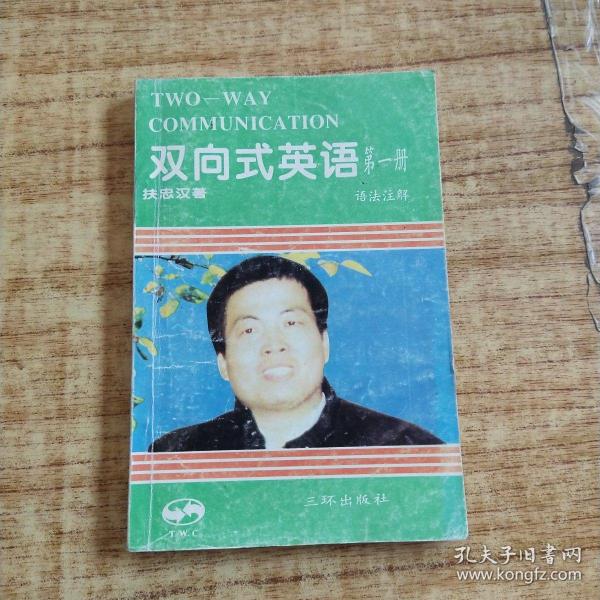 TWO—WAY
COMMUNICATION
双向式英语 第一册
扶忠汉著
语法注解
三环出版社
T.W.C.
孔夫子旧书网
www.kongfz.com